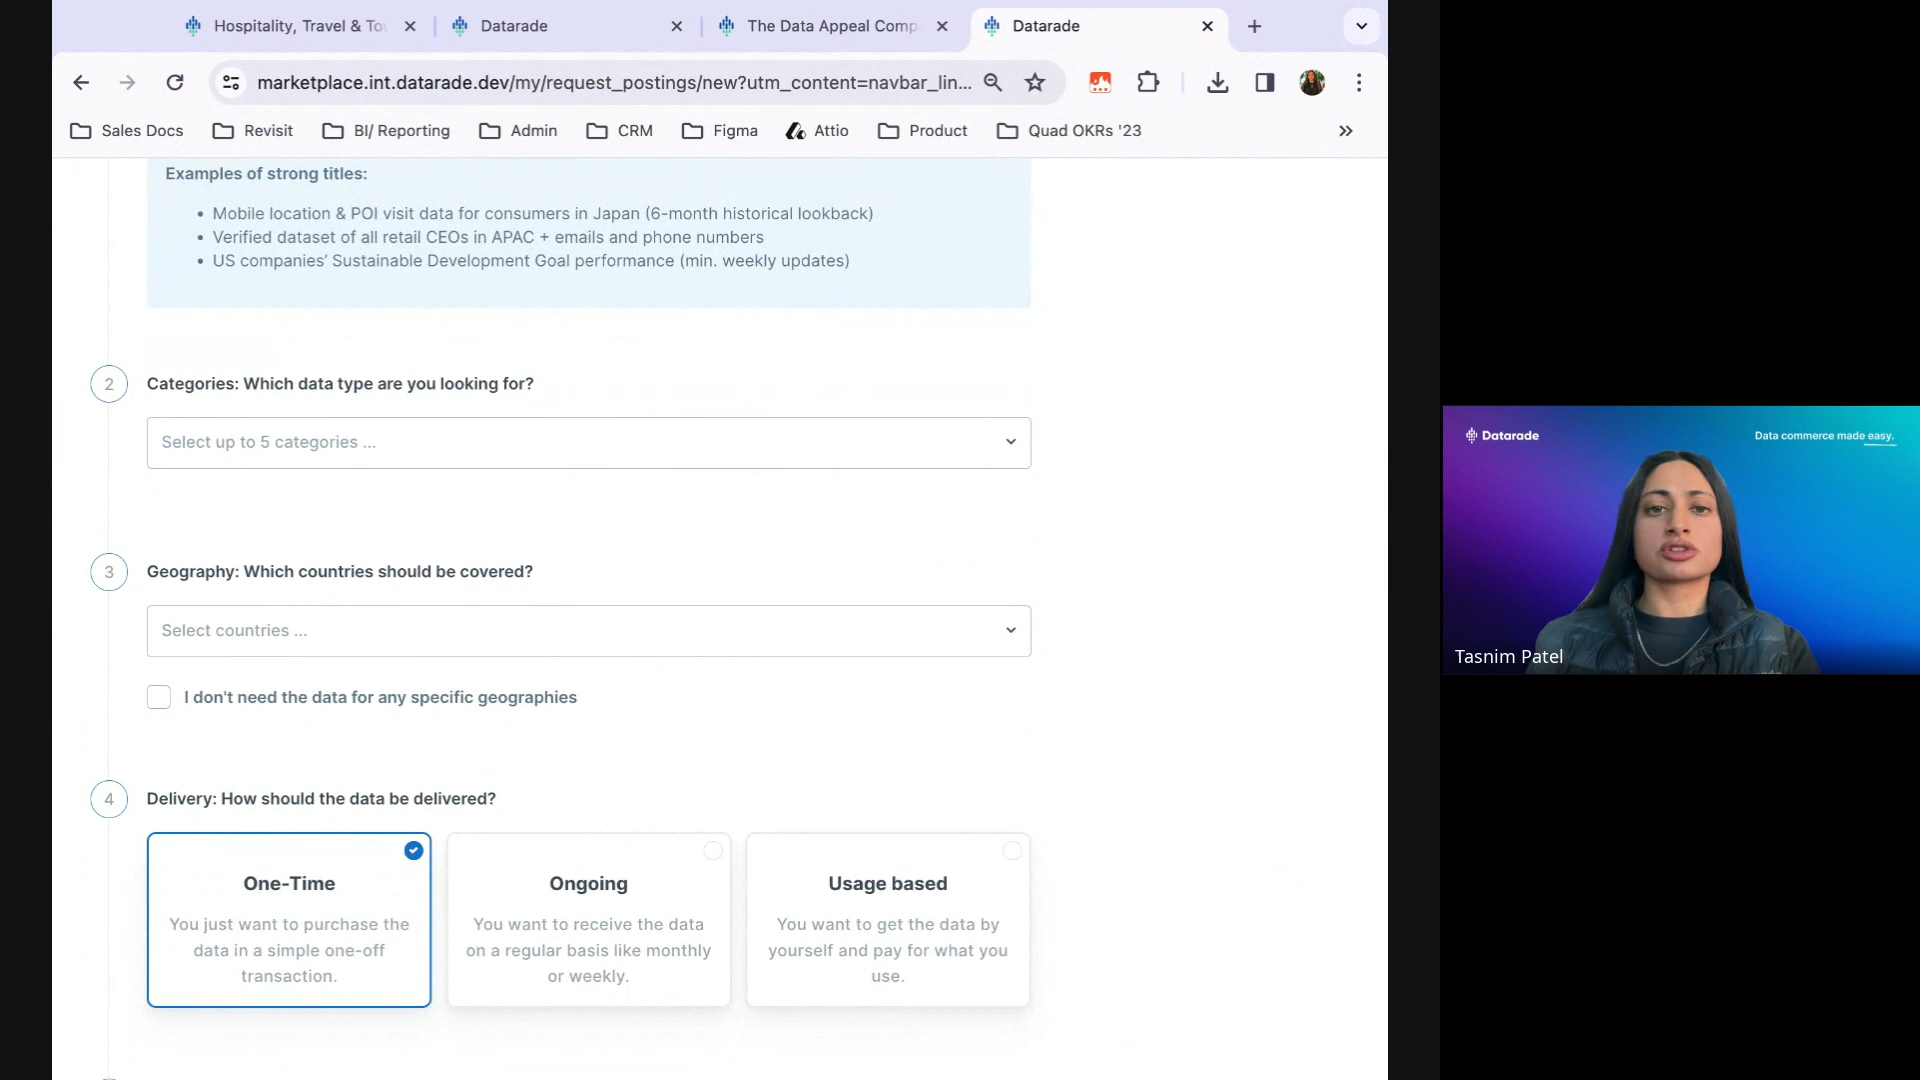 Hospitality, Travel & To
Datarade
The Data Appeal Comp
Datarade
marketplace.int.datarade.dev/my/request_postings/new?utm_content=navbar_lin...
Sales Docs
Revisit
BI/ Reporting
Admin
CRM
Figma
Attio
Product
Quad OKRs '23
»
Examples of strong titles:
• Mobile location & POI visit data for consumers in Japan (6-month historical lookback)
• Verified dataset of all retail CEOs in APAC + emails and phone numbers
• US companies’ Sustainable Development Goal performance (min. weekly updates)
2
Categories: Which data type are you looking for?
Select up to 5 categories ...
3
Geography: Which countries should be covered?
Select countries ...
I don't need the data for any specific geographies
4
Delivery: How should the data be delivered?
One-Time
You just want to purchase the
data in a simple one-off
transaction.
Ongoing
You want to receive the data
on a regular basis like monthly
or weekly.
Usage based
You want to get the data by
yourself and pay for what you
use.
Datarade
Data commerce made easy.
Tasnim Patel